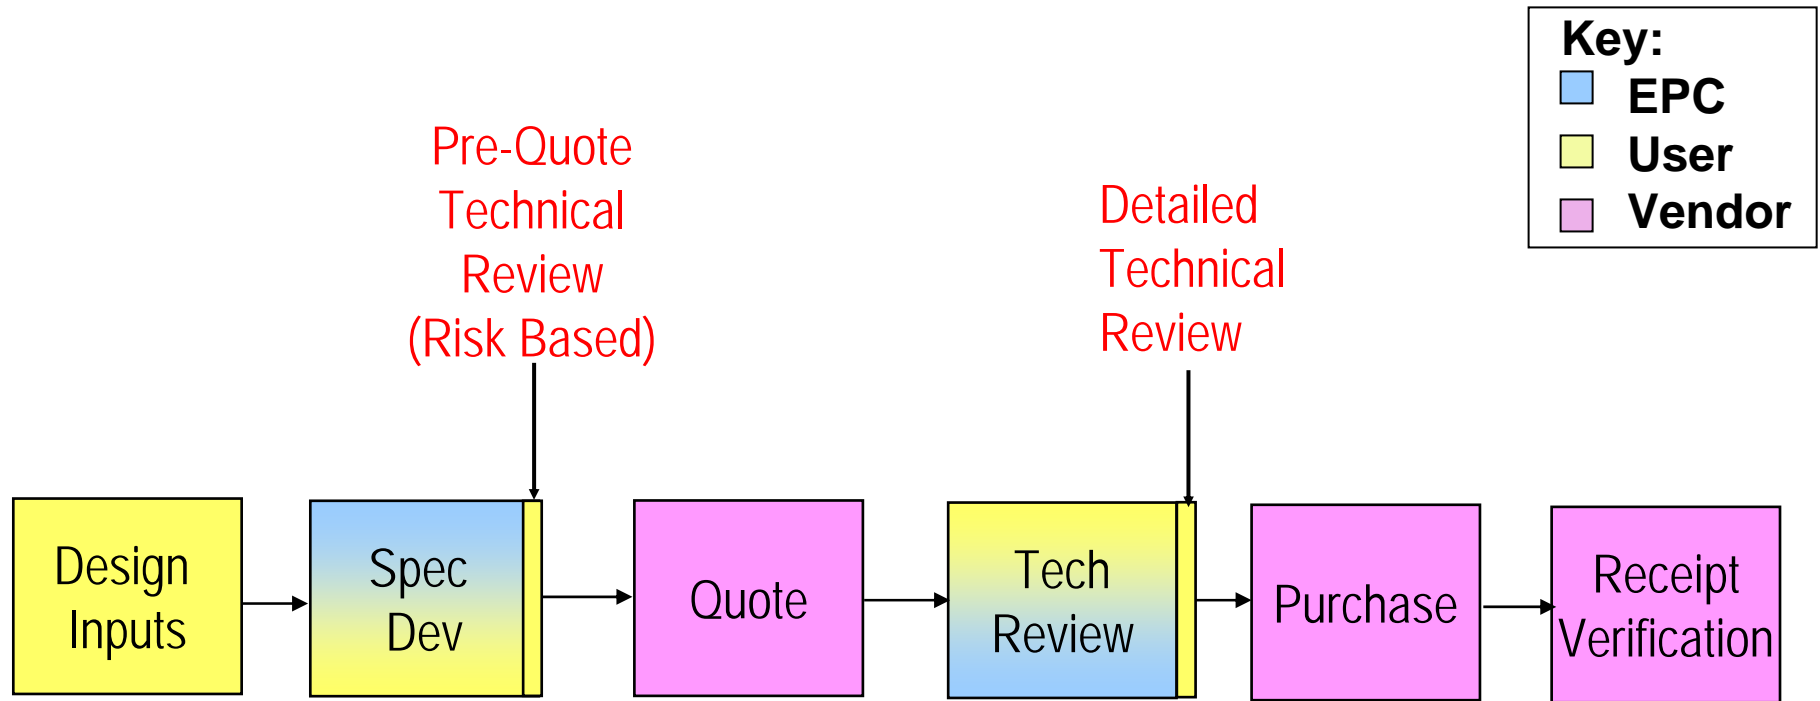 Key:
EPC
User
Vendor
Pre-Quote
Technical
Review
(Risk Based)
Detailed
Technical
Review
Design
Inputs
Spec
Dev
Quote
Tech
Review
Purchase
Receipt
Verification